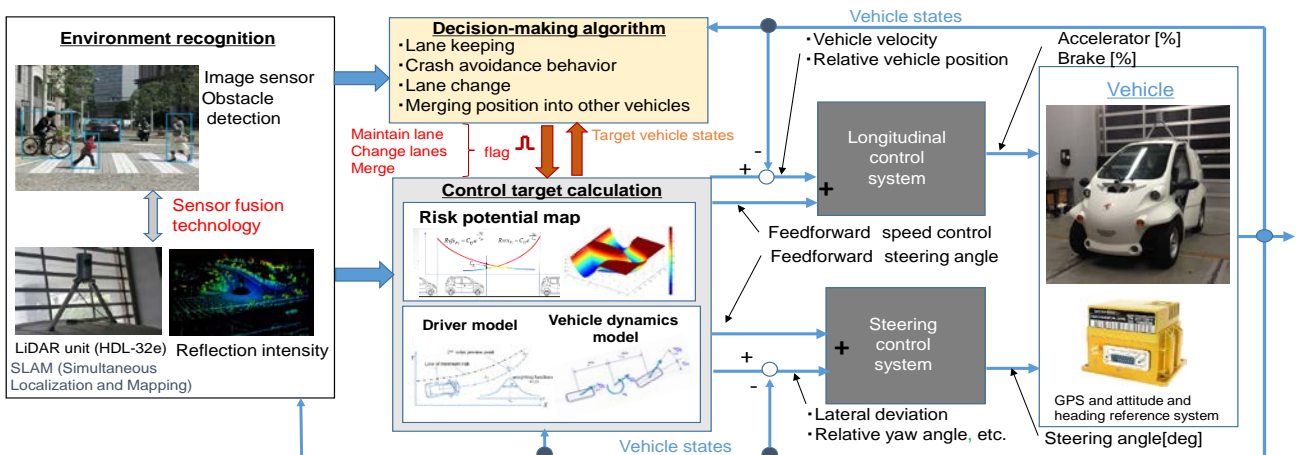 Environment recognition
Image sensor
Obstacle
detection
Sensor fusion
technology
LiDAR unit (HDL-32e)
Reflection intensity
SLAM (Simultaneous
Localization and Mapping)
Decision-making algorithm
・Lane keeping
・Crash avoidance behavior
・Lane change
・Merging position into other vehicles
Maintain lane
Change lanes
Merge
flag
Target vehicle states
Control target calculation
Risk potential map
Driver model
Vehicle dynamics
model
Vehicle states
・Vehicle velocity
・Relative vehicle position
-
+
+
Longitudinal
control
system
Feedforward speed control
Feedforward steering angle
+
-
+
Steering
control
system
・Lateral deviation
・Relative yaw angle, etc.
Vehicle states
Accelerator [%]
Brake [%]
Vehicle
GPS and attitude and
heading reference system
Steering angle[deg]